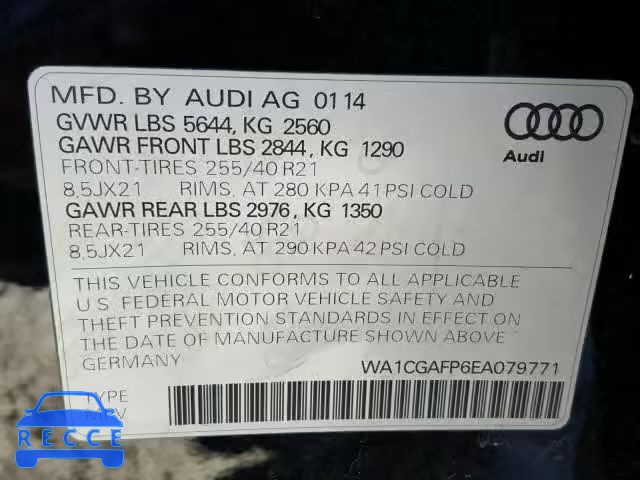 MFD. BY AUDI AG 01 14
GVWR LBS 5644, KG 2560
GAWR FRONT LBS 2844, KG 1290
FRONT-TIRES 255/40 R21
8,5JX21 RIMS, AT 280 KPA 41 PSI COLD
GAWR REAR LBS 2976, KG 1350
REAR-TIRES 255/40 R21
8,5JX21 RIMS, AT 290 KPA 42 PSI COLD
Audi
THIS VEHICLE CONFORMS TO ALL APPLICABLE
U.S. FEDERAL MOTOR VEHICLE SAFETY AND
THEFT PREVENTION STANDARDS IN EFFECT ON
THE DATE OF MANUFACTURE SHOWN ABOVE
GERMANY
WA1CGAFP6EA079771
TYPE
MPV
RECCE